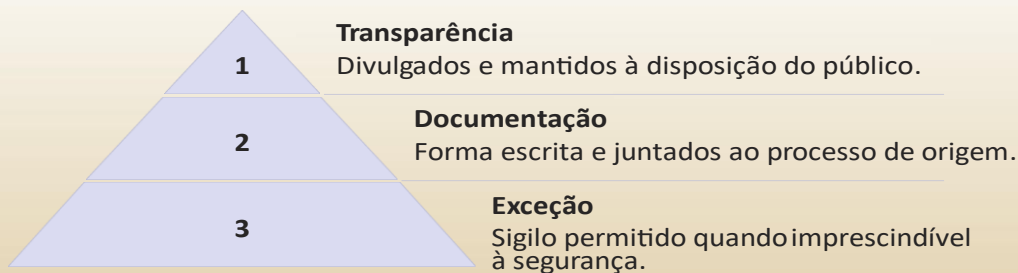 1
Transparência
Divulgados e mantidos à disposição do público.
2
Documentação
Forma escrita e juntados ao processo de origem.
3
Exceção
Sigilo permitido quando imprescindível
à segurança.